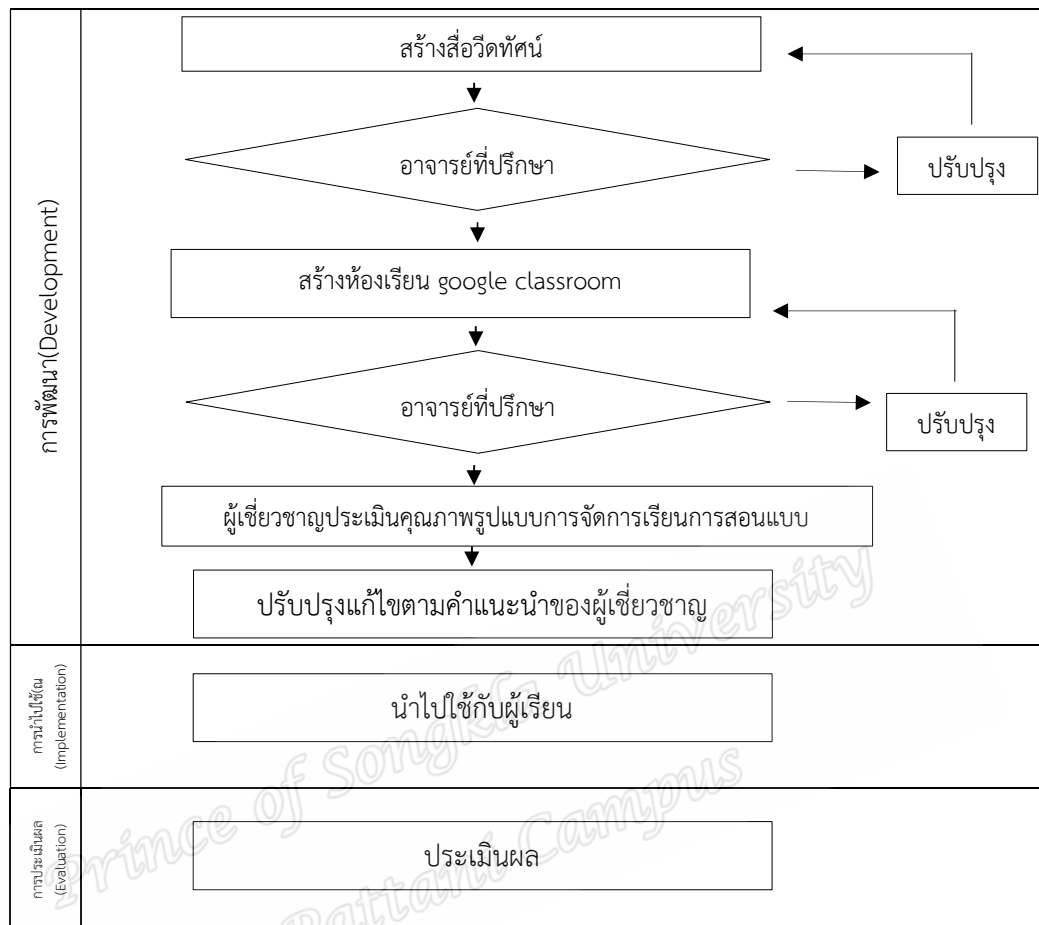 สร้างสื่อวีดทัศน์
อาจารย์ที่ปรึกษา
ปรับปรุง
สร้างห้องเรียน google classroom
อาจารย์ที่ปรึกษา
ปรับปรุง
ผู้เชี่ยวชาญประเมินคุณภาพรูปแบบการจัดการเรียนการสอนแบบ
ปรับปรุงแก้ไขตามคำแนะนำของผู้เชี่ยวชาญ
การพัฒนา(Development)
นำไปใช้กับผู้เรียน
การนำไปใช้(ณ
(Implementation)
ประเมินผล
การประเมินผล
(Evaluation)
Prince of Songkla University
Pattani Campus